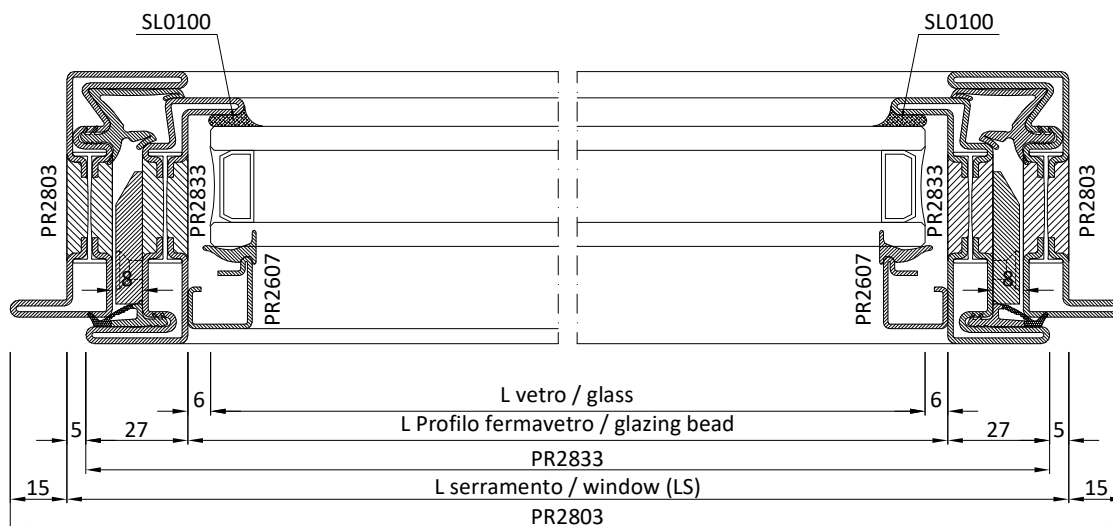 SL0100 SL0100
PR2803 PR2833 PR2833 PR2803
PR2607 PR2607
8 8
6 L vetro / glass 6
5 27 L Profilo fermavetro / glazing bead 27 5
PR2833
15 L serramento / window (LS) 15
PR2803